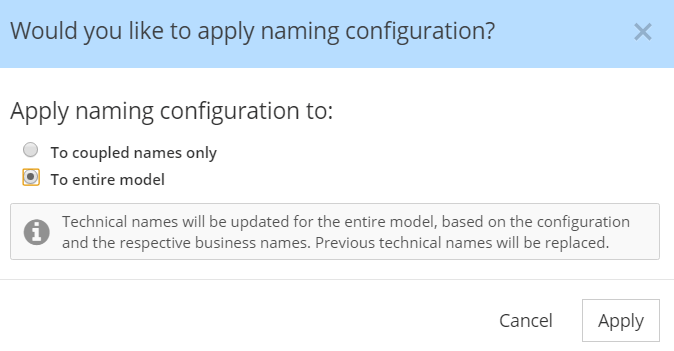 Would you like to apply naming configuration?
Apply naming configuration to:
To coupled names only
To entire model
Technical names will be updated for the entire model, based on the configuration
and the respective business names. Previous technical names will be replaced.
Cancel
Apply